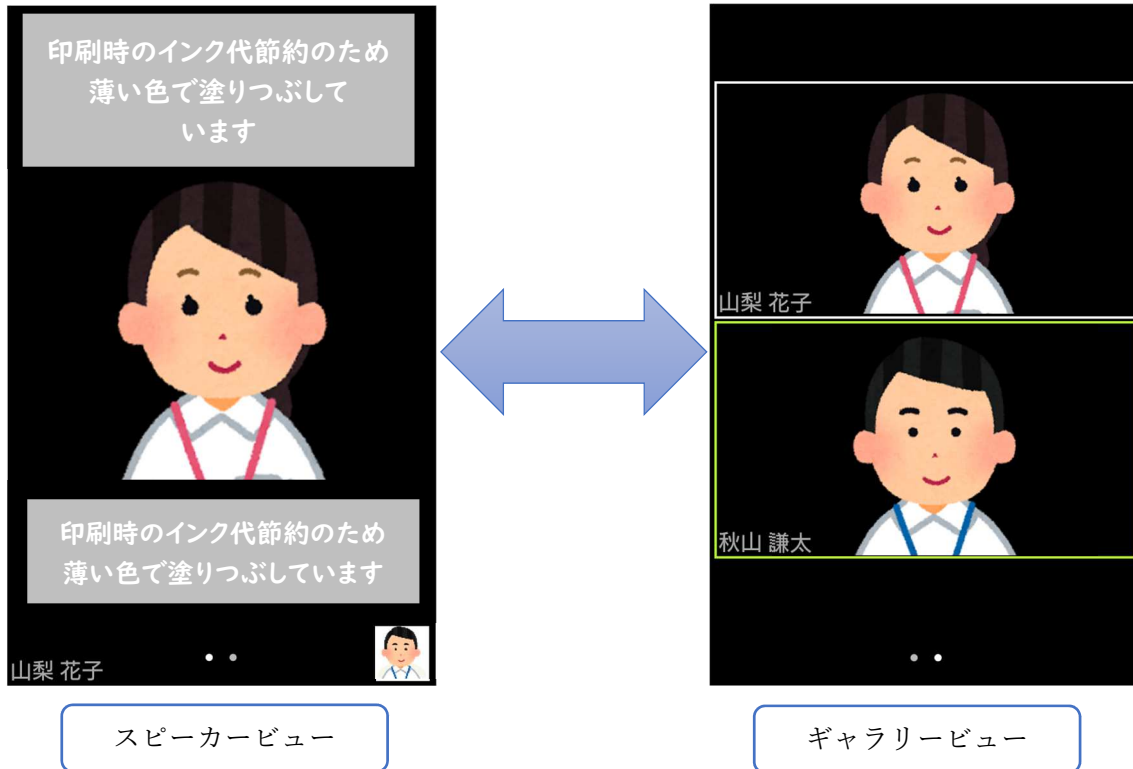 印刷時のインク代節約のため
薄い色で塗りつぶして
います
印刷時のインク代節約のため
薄い色で塗りつぶしています
山梨 花子
スピーカービュー
山梨 花子
秋山 謙太
ギャラリービュー